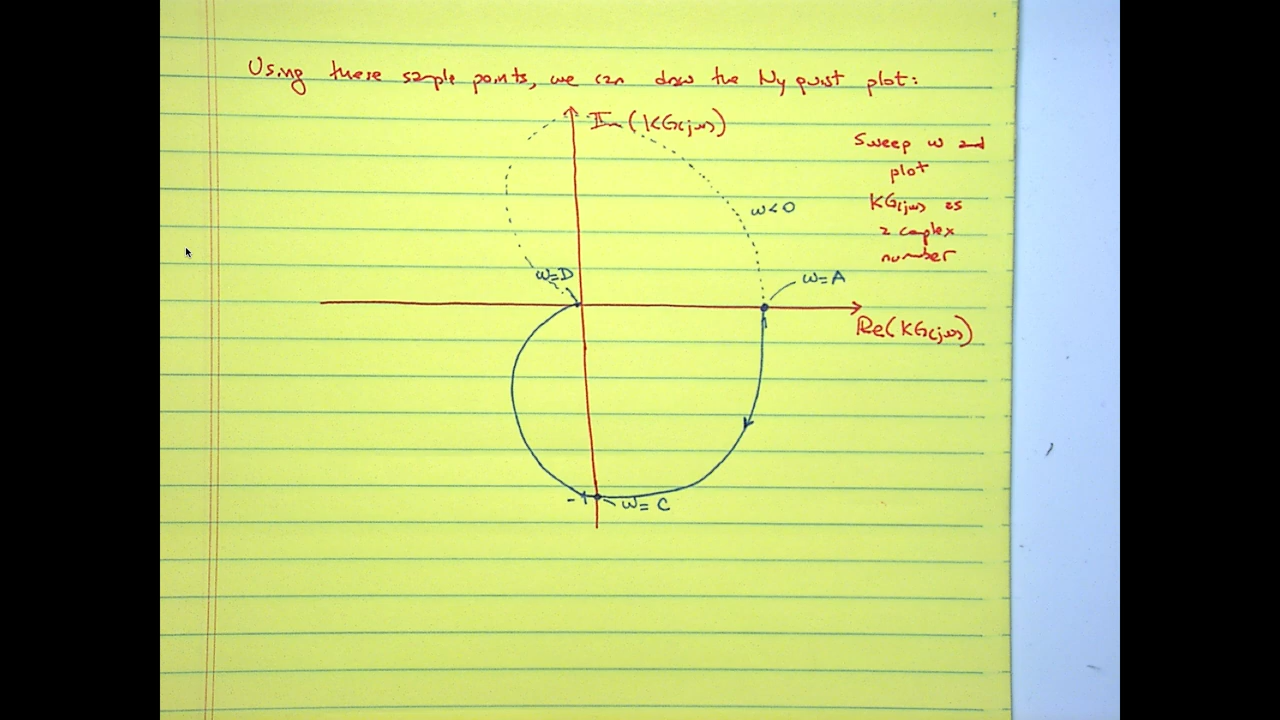 Using these sample points, we can draw the Nyquist plot:
Im(KG(jω))
Sweep ω and
plot
KG(jω) as
a complex
number
ω<0
ω=D
ω=A
Re(KG(jω))
-1
ω=C